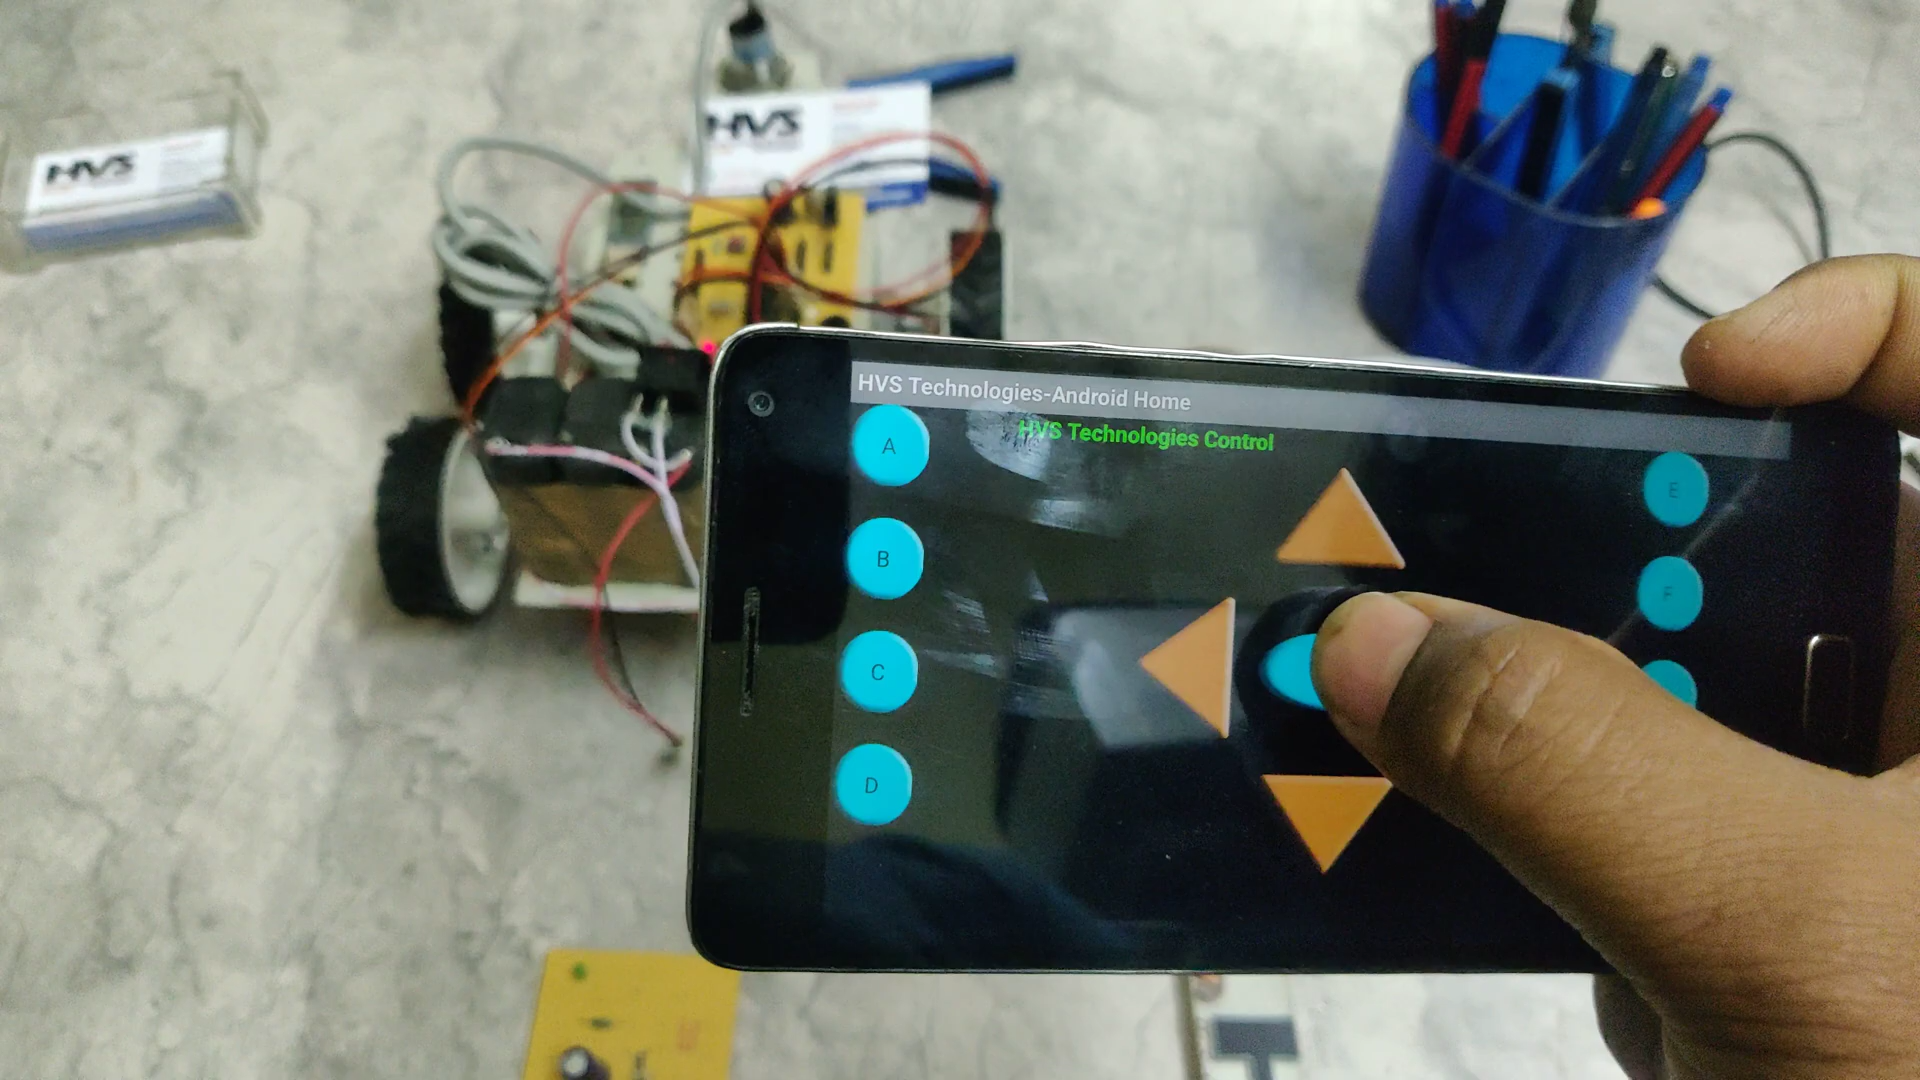 HVS
HVS
HVS Technologies-Android Home
HVS Technologies Control
A
B
C
D
E
F